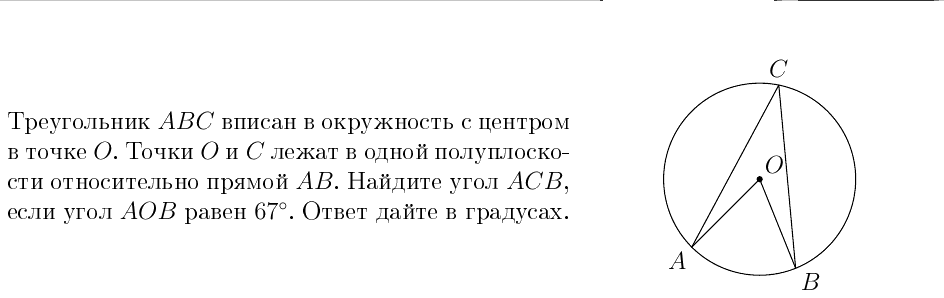 Треугольник ABC вписан в окружность с центром
в точке O. Точки O и C лежат в одной полуплоско-
сти относительно прямой AB. Найдите угол ACB,
если угол AOB равен 67°. Ответ дайте в градусах.
C
O
A
B